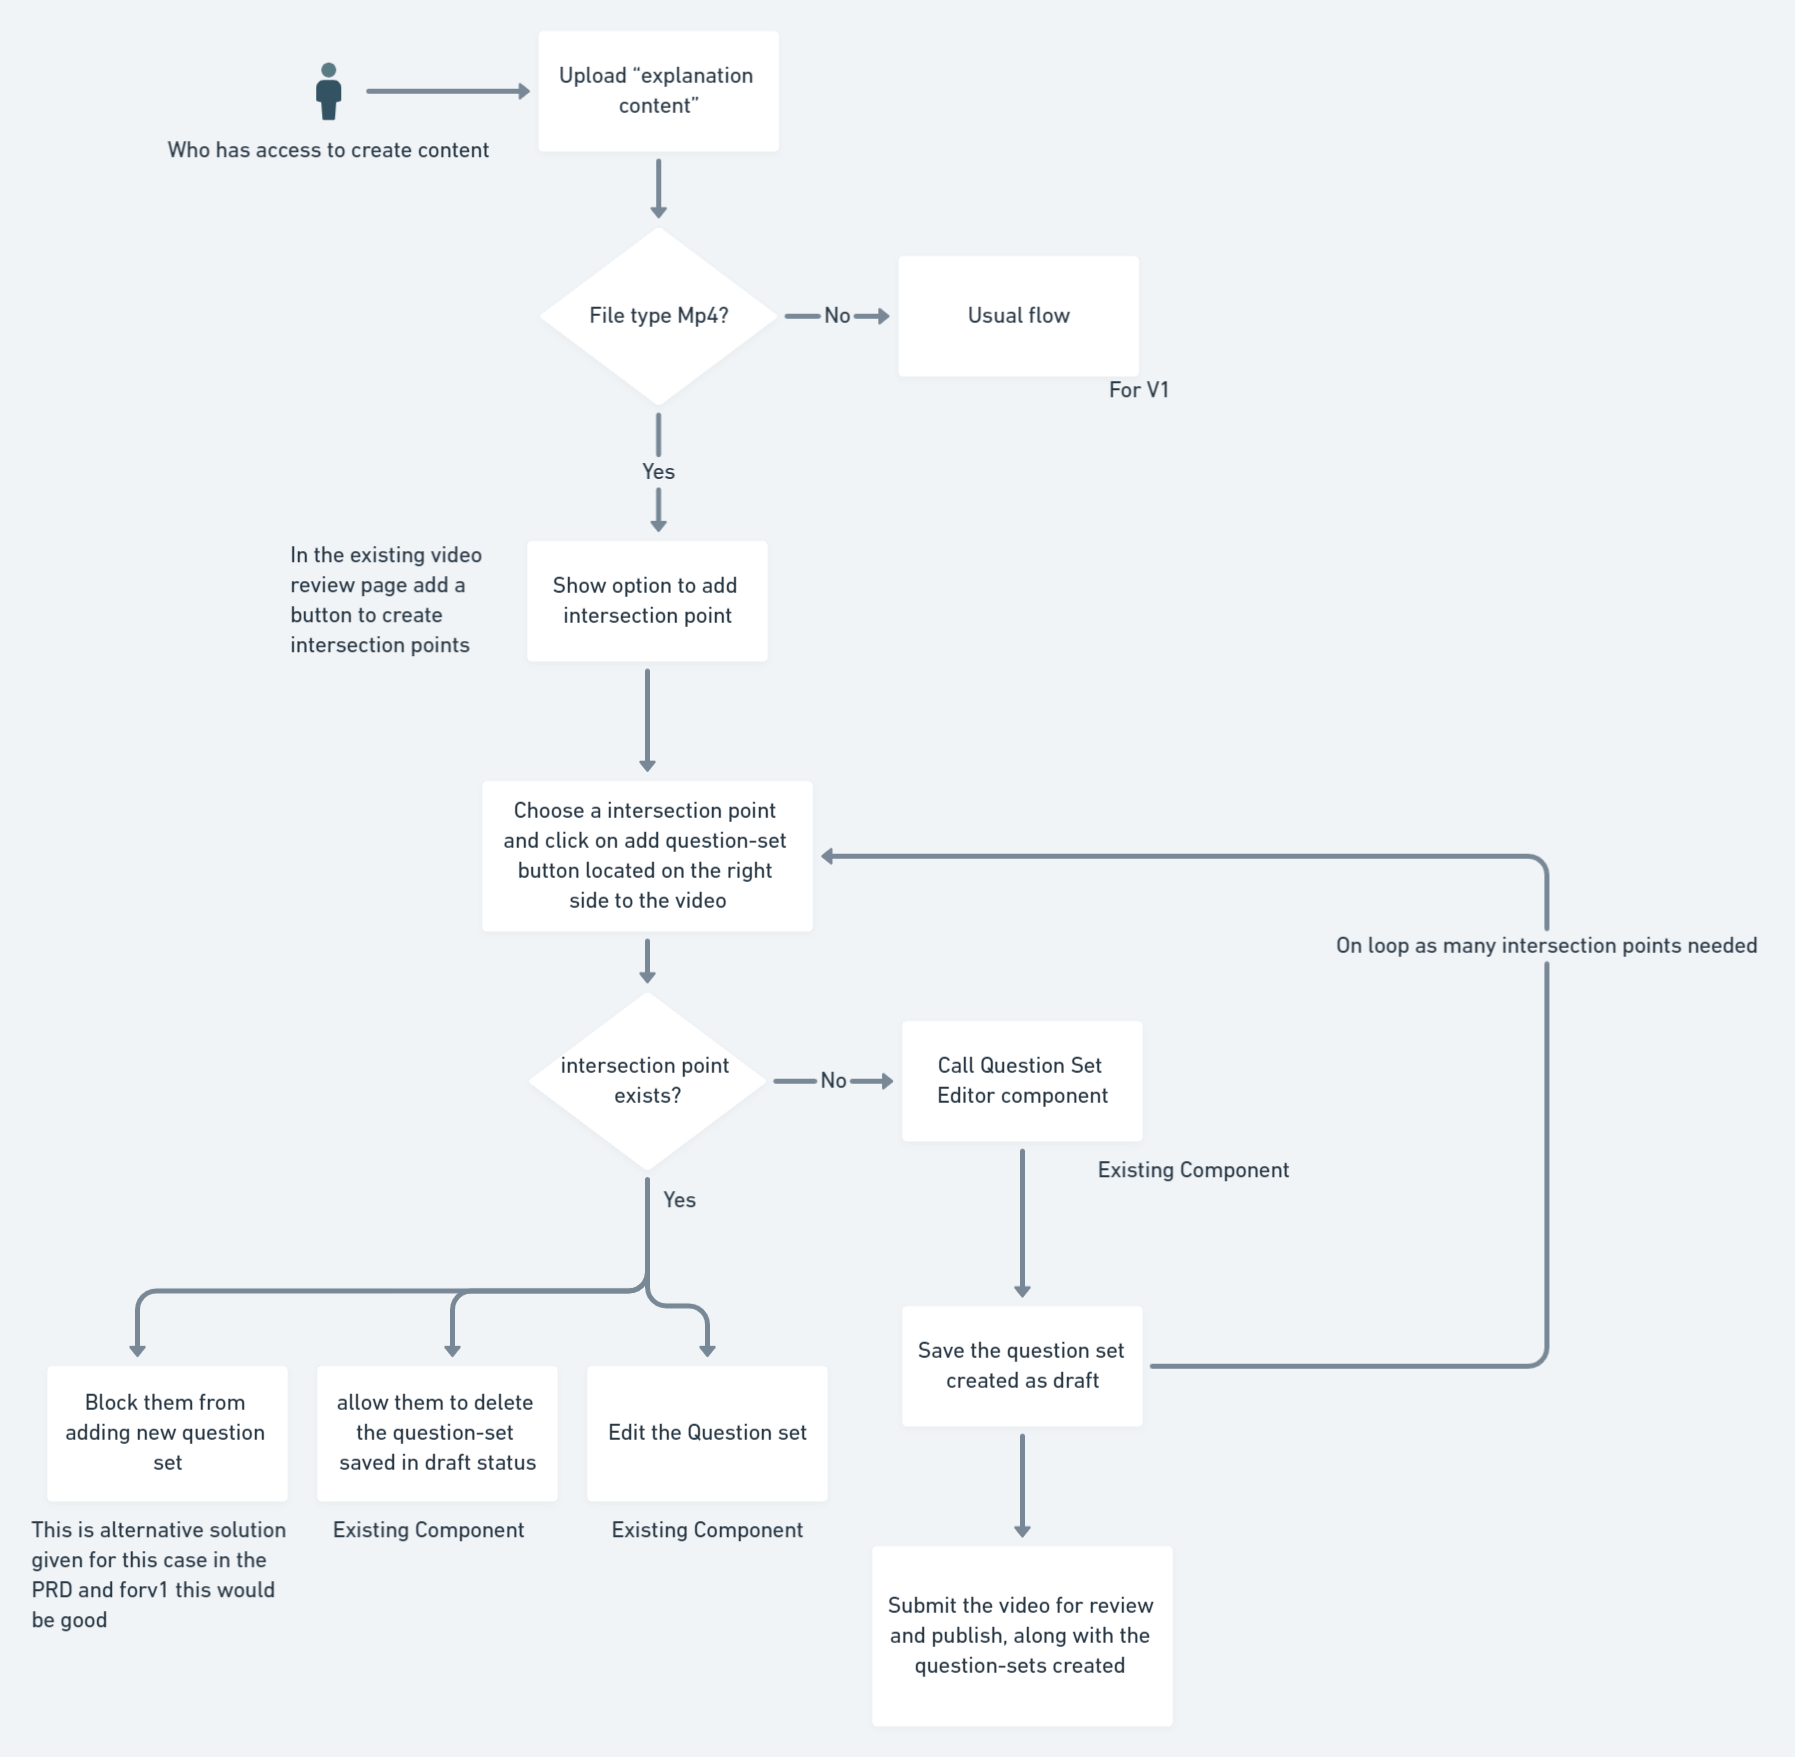 Upload “explanation
content”
Who has access to create content
File type Mp4?
No
Usual flow
For V1
Yes
In the existing video
review page add a
button to create
intersection points
Show option to add
intersection point
Choose a intersection point
and click on add question-set
button located on the right
side to the video
On loop as many intersection points needed
intersection point
exists?
No
Call Question Set
Editor component
Existing Component
Yes
Save the question set
created as draft
Block them from
adding new question
set
allow them to delete
the question-set
saved in draft status
Edit the Question set
This is alternative solution
given for this case in the
PRD and forv1 this would
be good
Existing Component
Existing Component
Submit the video for review
and publish, along with the
question-sets created